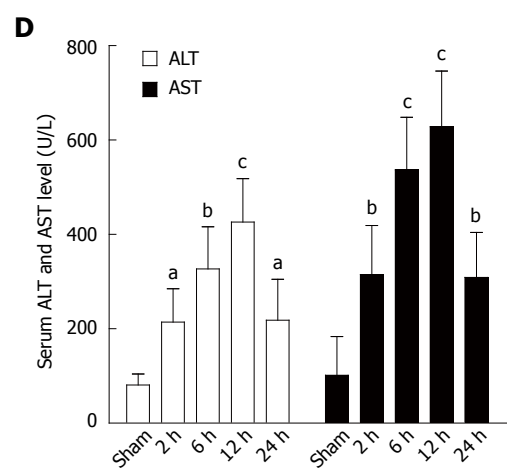 D
Serum ALT and AST level (U/L)
800
600
400
200
0
ALT
AST
a
b
c
a
b
c
c
b
Sham
2 h
6 h
12 h
24 h
Sham
2 h
6 h
12 h
24 h